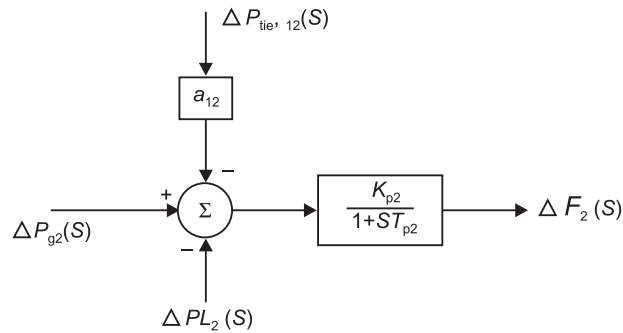 △P_tie, 12(S)
a_12
−
+
Σ
K_p2
1+ST_p2
△F_2 (S)
△P_g2(S)
−
△PL_2 (S)